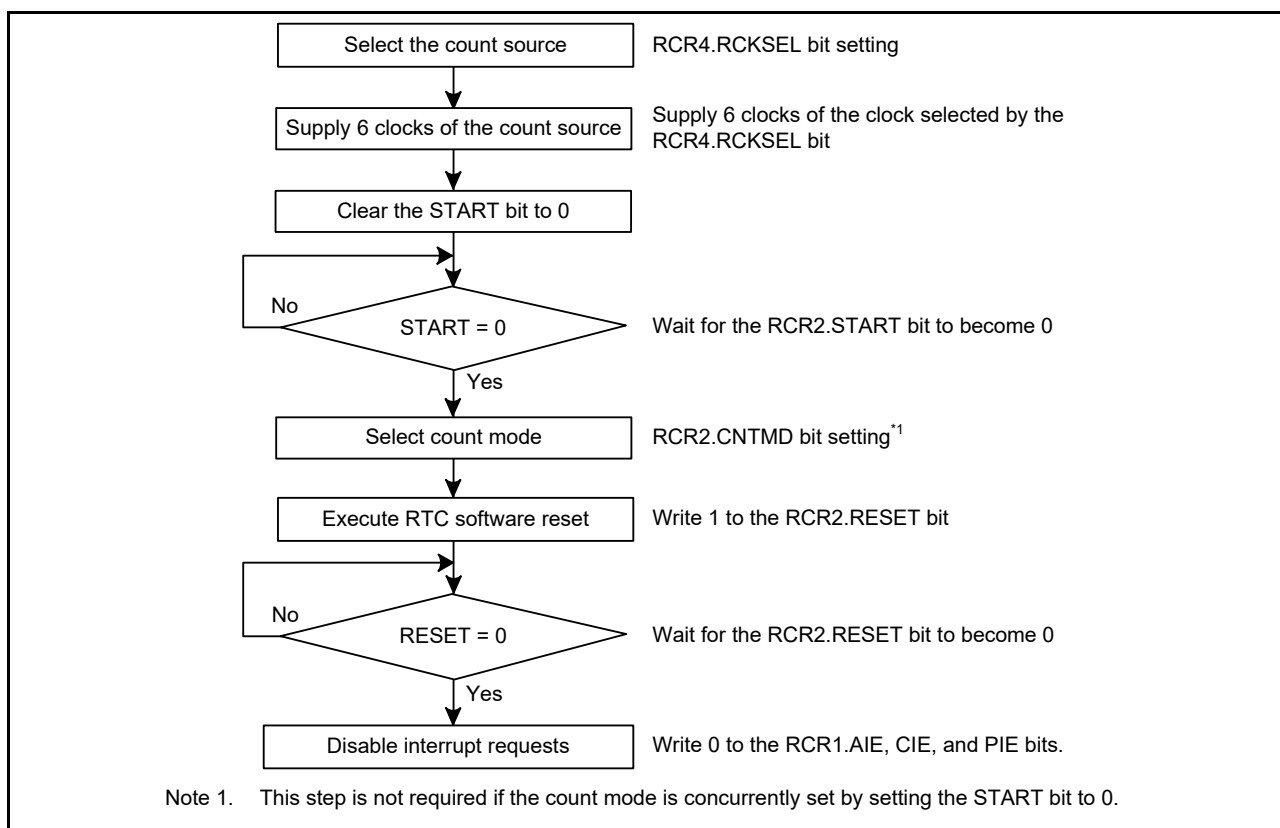 Select the count source RCR4.RCKSEL bit setting
Supply 6 clocks of the count source Supply 6 clocks of the clock selected by the
RCR4.RCKSEL bit
Clear the START bit to 0
No
START = 0 Wait for the RCR2.START bit to become 0
Yes
Select count mode RCR2.CNTMD bit setting*1
Execute RTC software reset Write 1 to the RCR2.RESET bit
No
RESET = 0 Wait for the RCR2.RESET bit to become 0
Yes
Disable interrupt requests Write 0 to the RCR1.AIE, CIE, and PIE bits.
Note 1. This step is not required if the count mode is concurrently set by setting the START bit to 0.